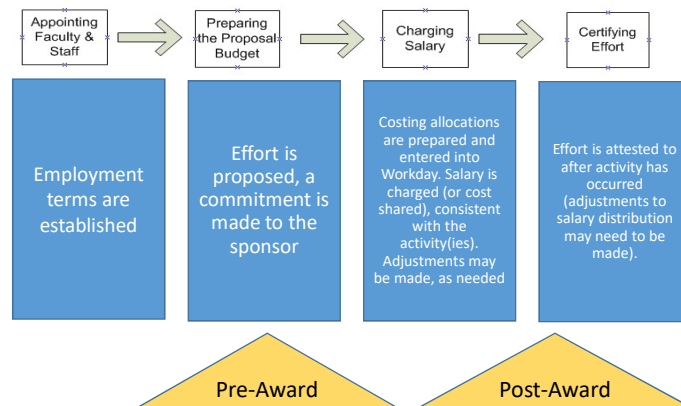 Appointing
Faculty &
Staff
Preparing
the Proposal
Budget
Charging
Salary
Certifying
Effort
Employment
terms are
established
Effort is
proposed, a
commitment is
made to the
sponsor
Costing allocations
are prepared and
entered into
Workday. Salary is
charged (or cost
shared), consistent
with the
activity(ies).
Adjustments may
be made, as needed
Effort is attested to
after activity has
occurred
(adjustments to
salary distribution
may need to be
made).
Pre-Award
Post-Award